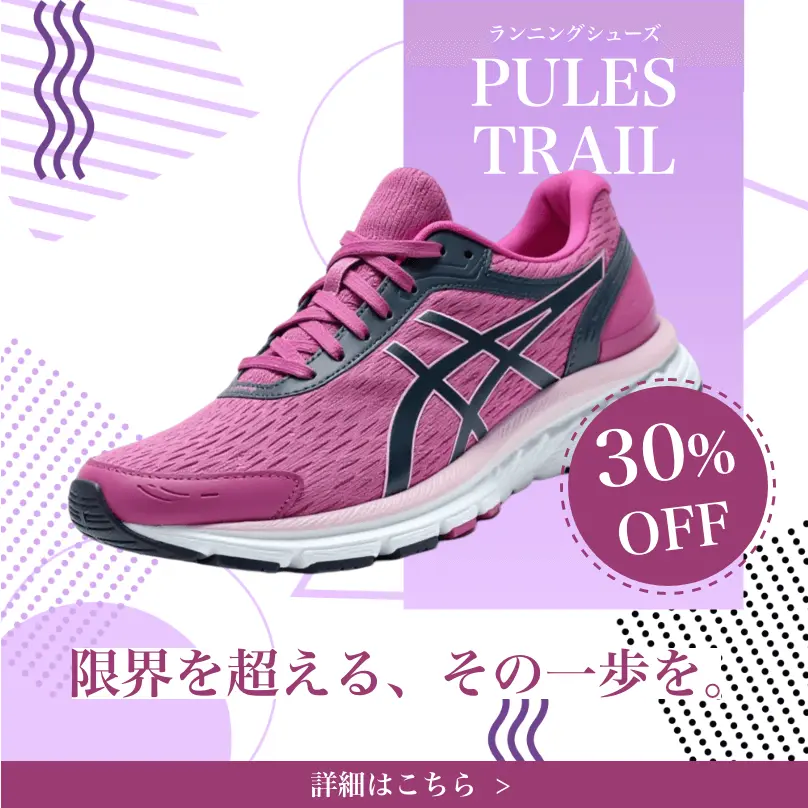 ランニングシューズ
PULES
TRAIL
30%
OFF
限界を超える、その一歩を。
詳細はこちら >